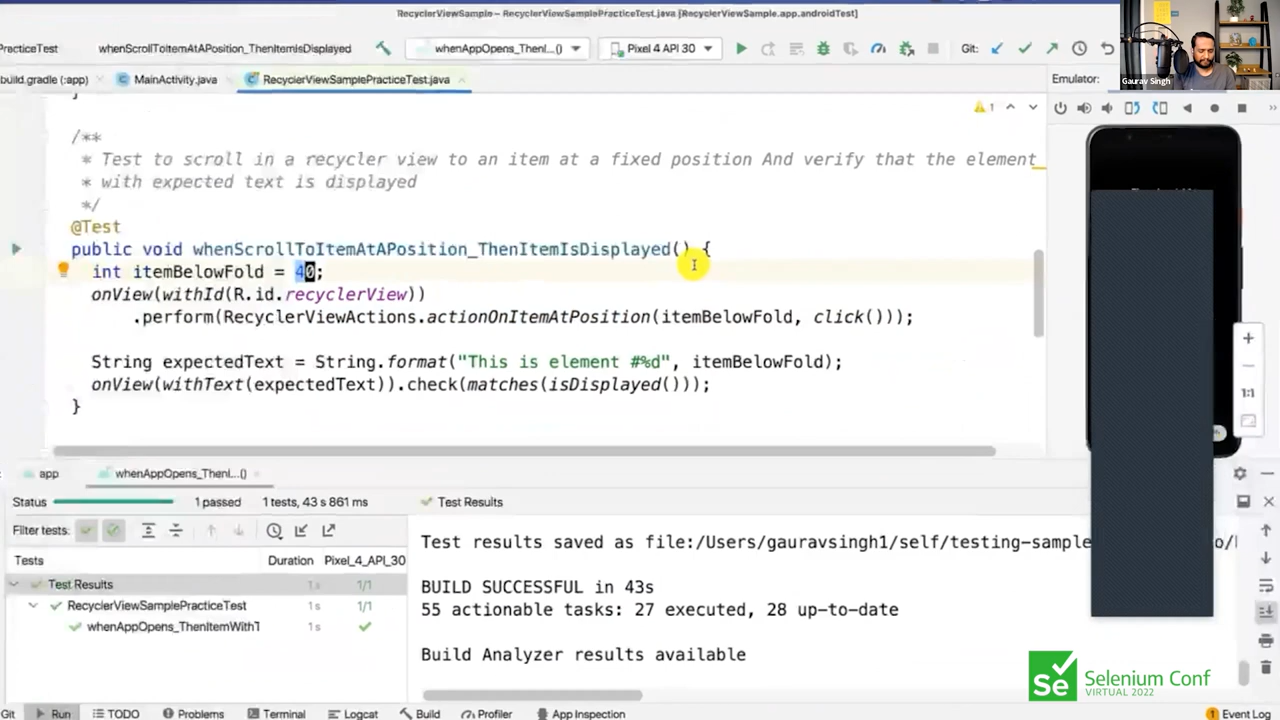 RecyclerViewSample – RecyclerViewSamplePracticeTest.java [RecyclerViewSample.app.androidTest]
PracticeTest whenScrollToItemAtAPosition_ThenItemIsDisplayed whenAppOpens_ThenI...() Pixel 4 API 30 Git:
Gaurav Singh
build.gradle (:app) MainActivity.java RecyclerViewSamplePracticeTest.java Emulator:
}
1
/**
* Test to scroll in a recycler view to an item at a fixed position And verify that the element
* with expected text is displayed
*/
@Test
public void whenScrollToItemAtAPosition_ThenItemIsDisplayed() {
int itemBelowFold = 40;
onView(withId(R.id.recyclerView))
.perform(RecyclerViewActions.actionOnItemAtPosition(itemBelowFold, click()));
String expectedText = String.format("This is element #%d", itemBelowFold);
onView(withText(expectedText)).check(matches(isDisplayed()));
}
1:1
app whenAppOpens_ThenI...()
Status 1 passed 1 tests, 43 s 861 ms Test Results
Filter tests:
Test results saved as file:/Users/gauravsingh1/self/testing-sample
Tests Duration Pixel_4_API_30
Test Results 1 s 1/1
BUILD SUCCESSFUL in 43s
RecyclerViewSamplePracticeTest 1 s 1/1
55 actionable tasks: 27 executed, 28 up-to-date
whenAppOpens_ThenItemWithT 1 s
Build Analyzer results available
Se Selenium Conf
VIRTUAL 2022
Git Run TODO Problems Terminal Logcat Build Profiler App Inspection 1 Event Log